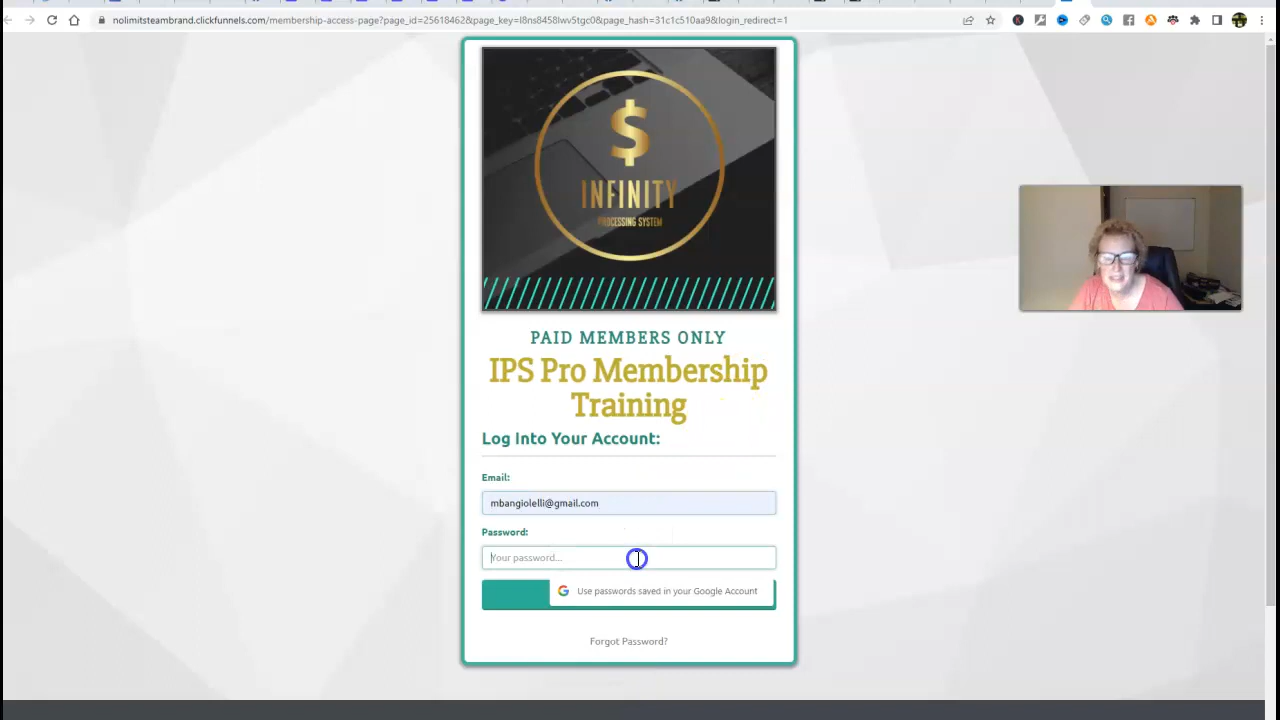 nolimitsteambrand.clickfunnels.com/membership-access-page?page_id=25618462&page_key=l8ns8458lwv5tgc0&page_hash=31c1c510aa9&login_redirect=1
$
INFINITY
PROCESSING SYSTEM
PAID MEMBERS ONLY
IPS Pro Membership
Training
Log Into Your Account:
Email:
mbangiolelli@gmail.com
Password:
Your password...
Use passwords saved in your Google Account
Forgot Password?